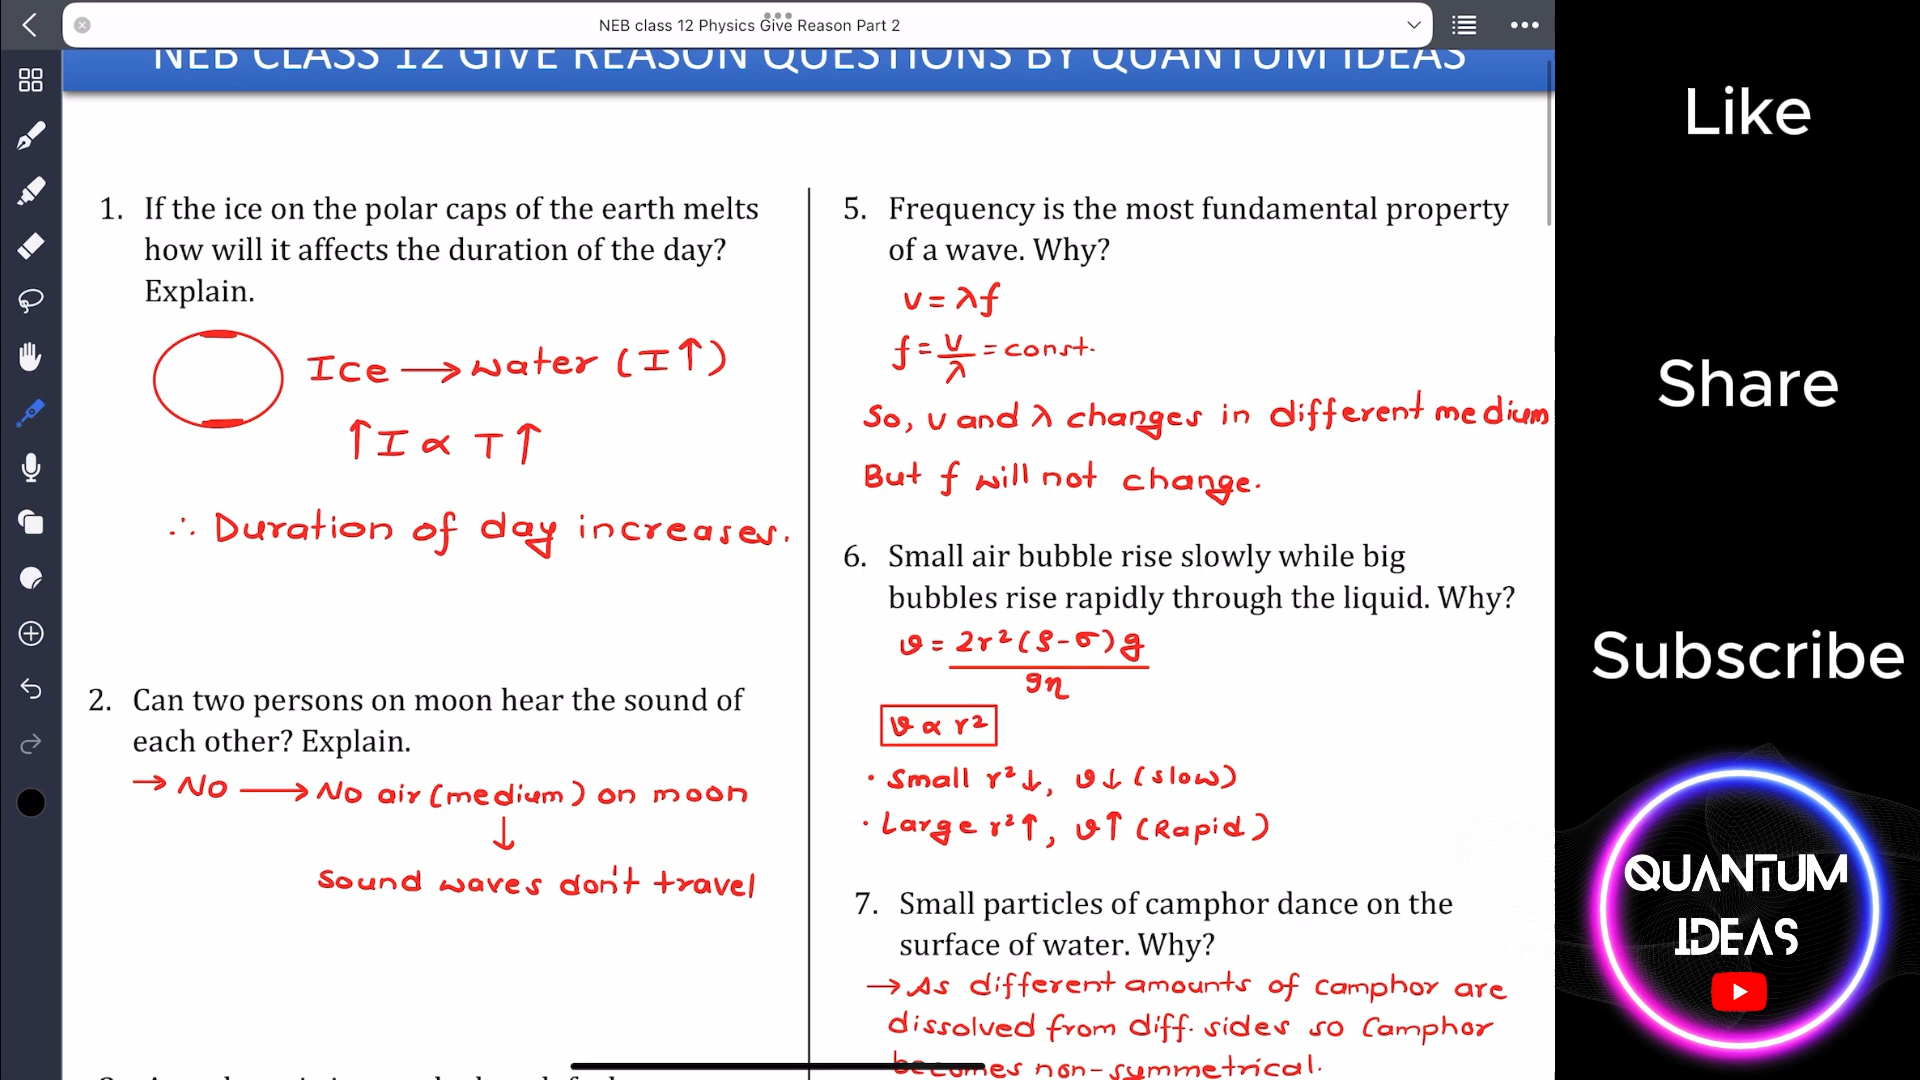 NEB class 12 Physics Give Reason Part 2
NEB CLASS 12 GIVE REASON QUESTIONS BY QUANTUM IDEAS
1. If the ice on the polar caps of the earth melts
how will it affects the duration of the day?
Explain.
Ice → water (I↑)
↑I ∝ T↑
∴ Duration of day increases.
2. Can two persons on moon hear the sound of
each other? Explain.
→ No → No air (medium) on moon
↓
Sound waves don't travel
5. Frequency is the most fundamental property
of a wave. Why?
v = λf
f = v/λ = const.
So, v and λ changes in different medium
But f will not change.
6. Small air bubble rise slowly while big
bubbles rise rapidly through the liquid. Why?
v = 2r²(ρ-σ)g
9η
v ∝ r²
• Small r²↓, v↓ (slow)
• Large r²↑, v↑ (Rapid)
7. Small particles of camphor dance on the
surface of water. Why?
→ As different amounts of camphor are
dissolved from diff. sides so camphor
becomes non-symmetrical.
Like
Share
Subscribe
QUANTUM
IDEAS